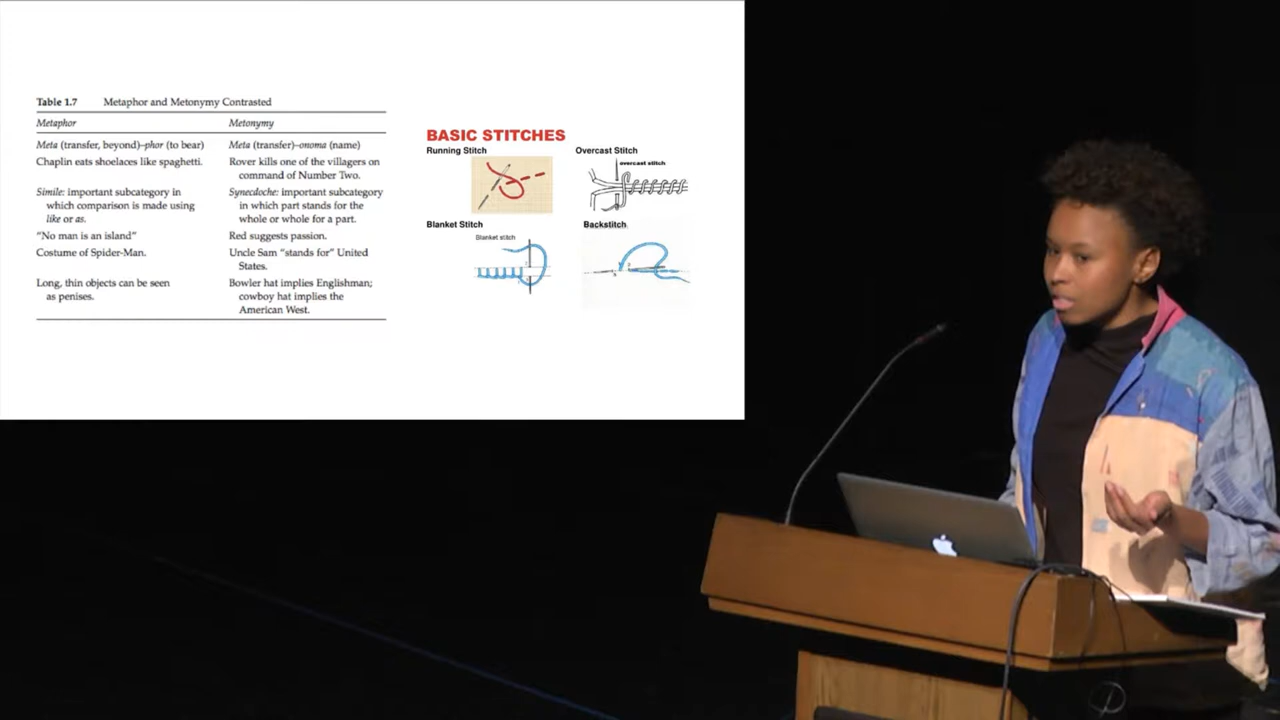 Table 1.7 Metaphor and Metonymy Contrasted
Metaphor Metonymy
Meta (transfer, beyond)–phor (to bear) Meta (transfer)–onoma (name)
Chaplin eats shoelaces like spaghetti. Rover kills one of the villagers on
command of Number Two.
Simile: important subcategory in Synecdoche: important subcategory
which comparison is made using in which part stands for the
like or as. whole or whole for a part.
"No man is an island" Red suggests passion.
Costume of Spider-Man. Uncle Sam "stands for" United
States.
Long, thin objects can be seen Bowler hat implies Englishman;
as penises. cowboy hat implies the
American West.
BASIC STITCHES
Running Stitch Overcast Stitch
overcast stitch
Blanket Stitch Backstitch
Blanket stitch